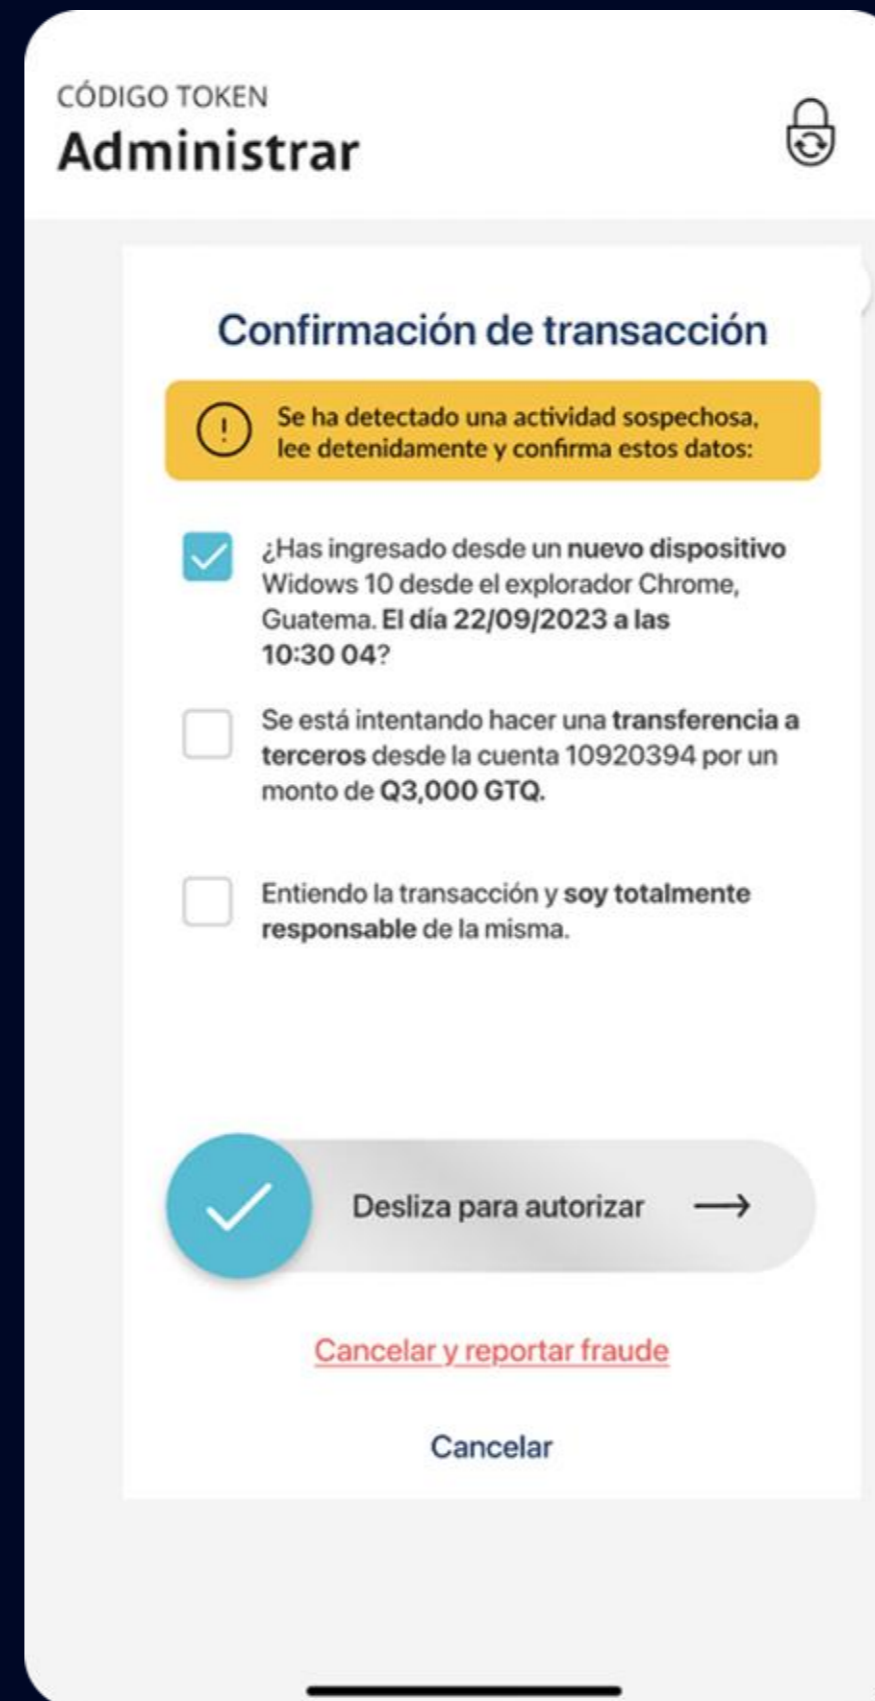 CÓDIGO TOKEN
Administrar
Confirmación de transacción
Se ha detectado una actividad sospechosa,
lee detenidamente y confirma estos datos:
¿Has ingresado desde un nuevo dispositivo
Widows 10 desde el explorador Chrome,
Guatema. El día 22/09/2023 a las
10:30 04?
Se está intentando hacer una transferencia a
terceros desde la cuenta 10920394 por un
monto de Q3,000 GTQ.
Entiendo la transacción y soy totalmente
responsable de la misma.
Desliza para autorizar
Cancelar y reportar fraude
Cancelar